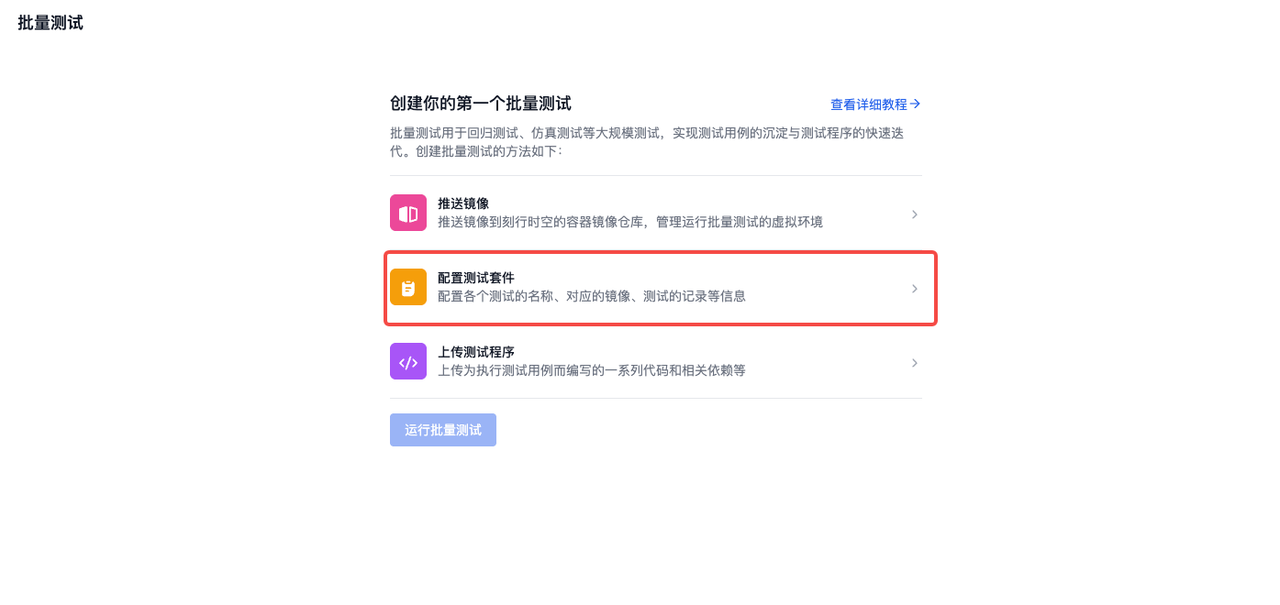 批量测试
创建你的第一个批量测试
查看详细教程→
批量测试用于回归测试、仿真测试等大规模测试，实现测试用例的沉淀与测试程序的快速迭
代。创建批量测试的方法如下：
推送镜像
推送镜像到刻行时空的容器镜像仓库，管理运行批量测试的虚拟环境
配置测试套件
配置各个测试的名称、对应的镜像、测试的记录等信息
上传测试程序
上传为执行测试用例而编写的一系列代码和相关依赖等
运行批量测试